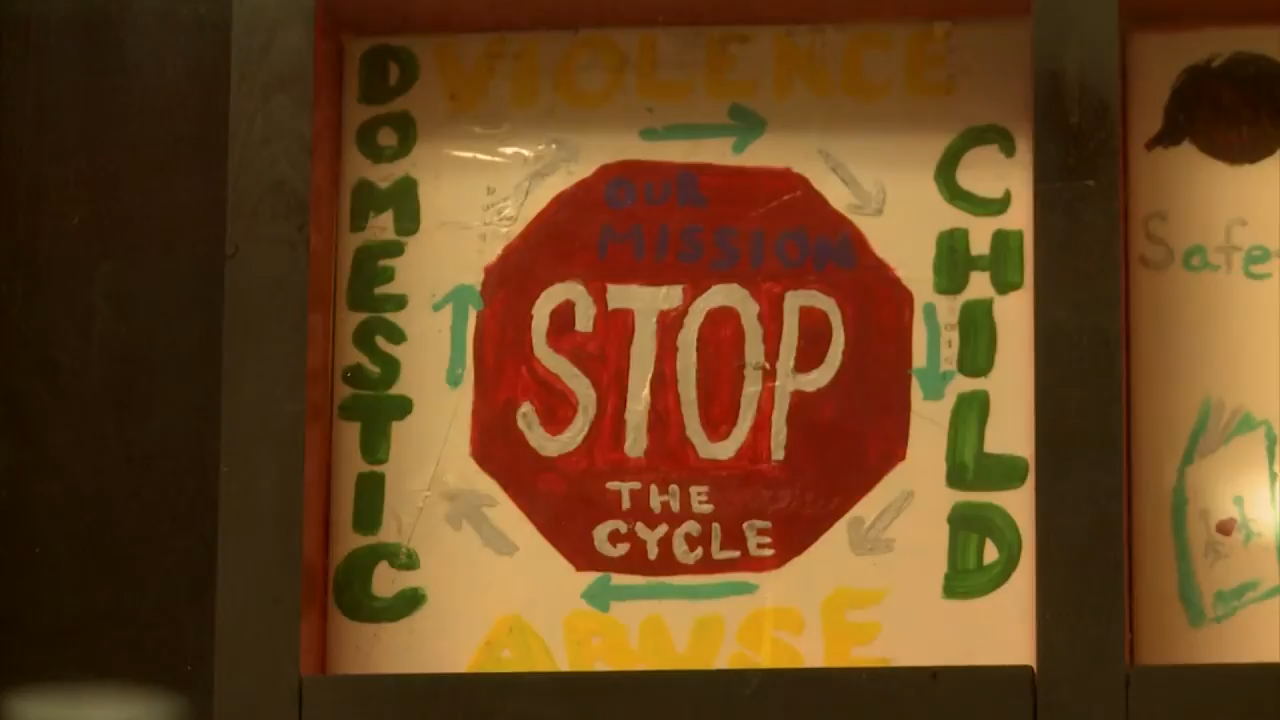 DOMESTIC
VIOLENCE
OUR
MISSION
STOP
THE
CYCLE
CHILD
ABUSE
Safe